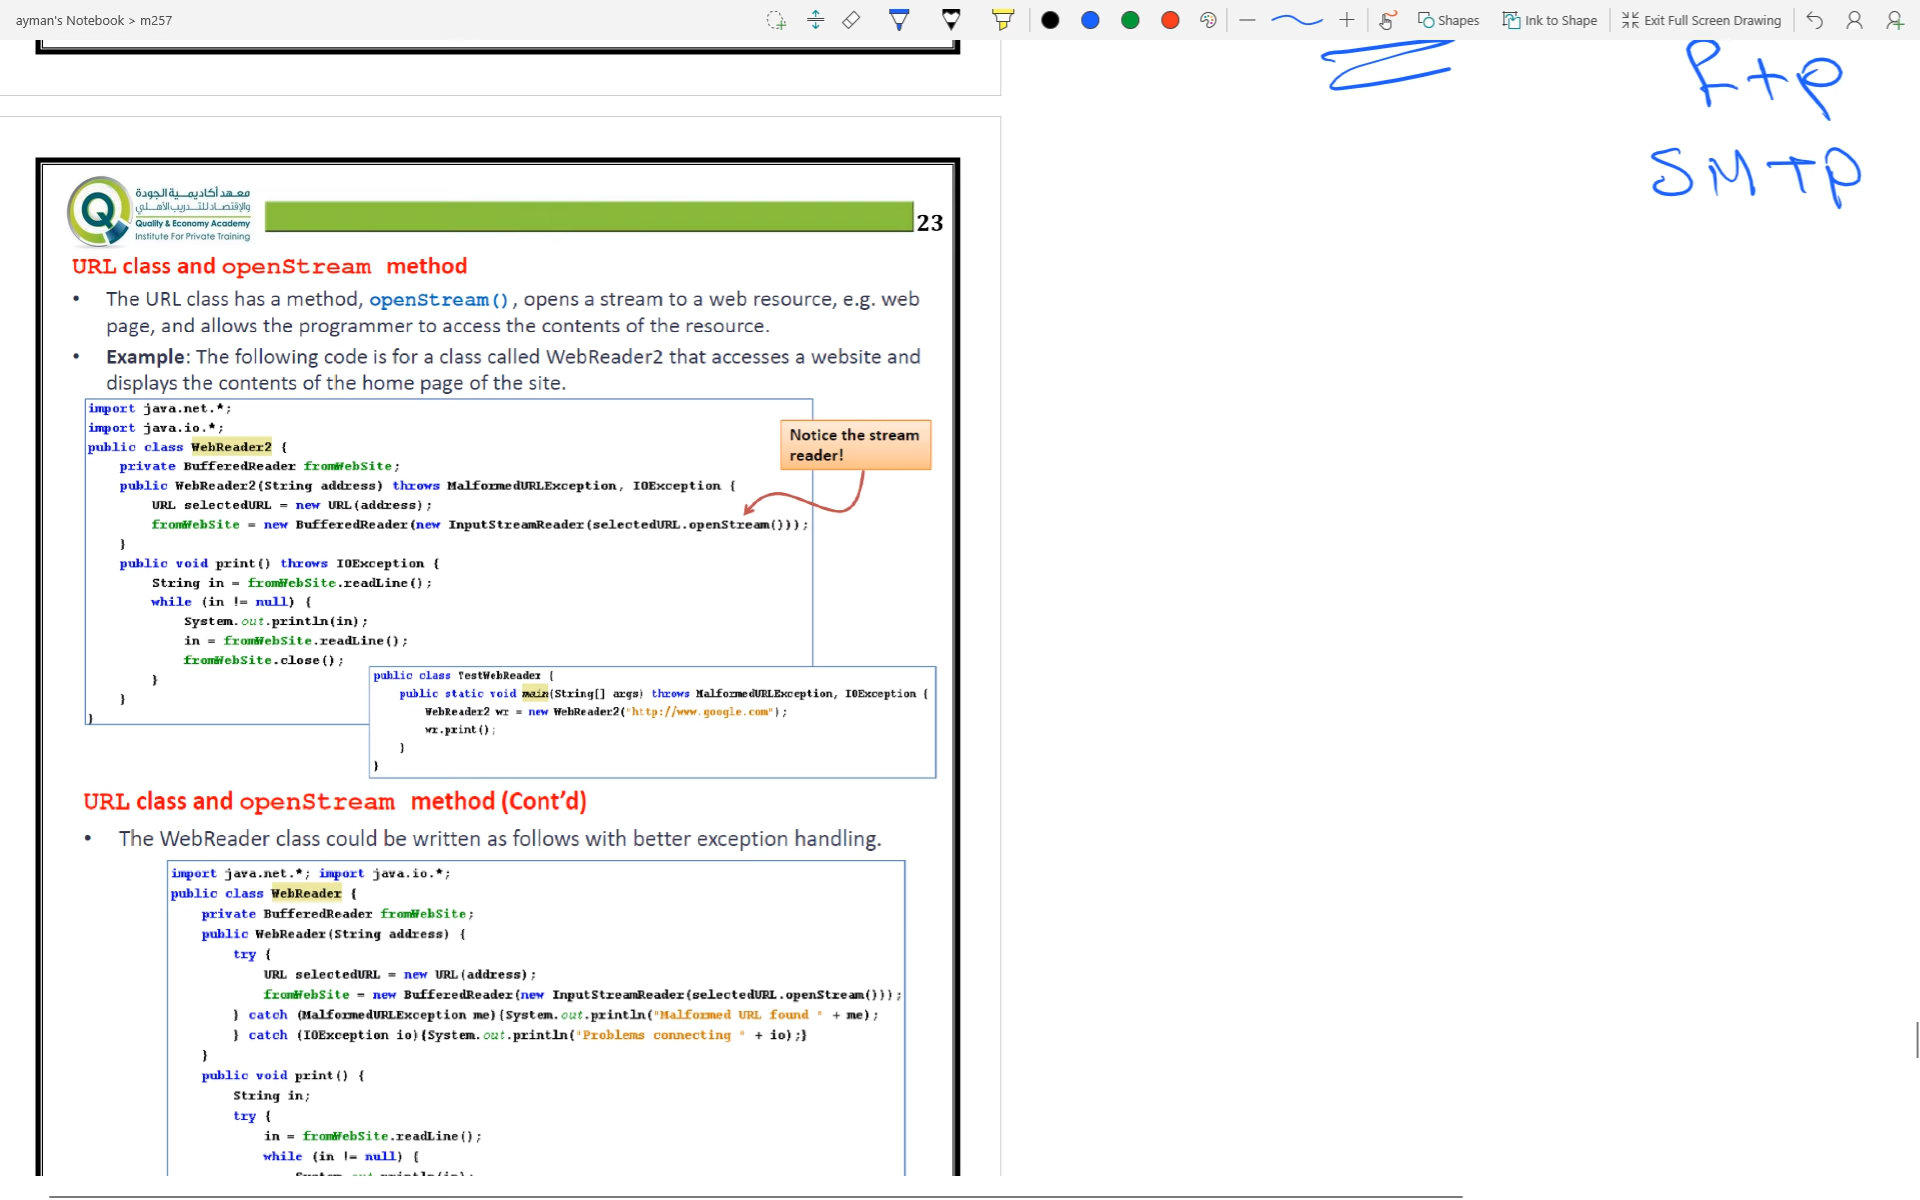 ayman's Notebook > m257
Shapes
Ink to Shape
Exit Full Screen Drawing
ftp
SMTP
معهد أكاديمية الجودة
والإقتصاد للتدريب الأهلي
Quality & Economy Academy
Institute For Private Training
23
URL class and openStream method
• The URL class has a method, openStream(), opens a stream to a web resource, e.g. web
page, and allows the programmer to access the contents of the resource.
• Example: The following code is for a class called WebReader2 that accesses a website and
displays the contents of the home page of the site.
import java.net.*;
import java.io.*;
public class WebReader2 {
private BufferedReader fromWebSite;
public WebReader2(String address) throws MalformedURLException, IOException {
URL selectedURL = new URL(address);
fromWebSite = new BufferedReader(new InputStreamReader(selectedURL.openStream()));
}
public void print() throws IOException {
String in = fromWebSite.readLine();
while (in != null) {
System.out.println(in);
in = fromWebSite.readLine();
fromWebSite.close();
}
}
}
Notice the stream
reader!
public class TestWebReader {
public static void main(String[] args) throws MalformedURLException, IOException {
WebReader2 wr = new WebReader2("http://www.google.com");
wr.print();
}
}
URL class and openStream method (Cont'd)
• The WebReader class could be written as follows with better exception handling.
import java.net.*; import java.io.*;
public class WebReader {
private BufferedReader fromWebSite;
public WebReader(String address) {
try {
URL selectedURL = new URL(address);
fromWebSite = new BufferedReader(new InputStreamReader(selectedURL.openStream()));
} catch (MalformedURLException me){System.out.println("Malformed URL found " + me);
} catch (IOException io){System.out.println("Problems connecting " + io);}
}
public void print() {
String in;
try {
in = fromWebSite.readLine();
while (in != null) {